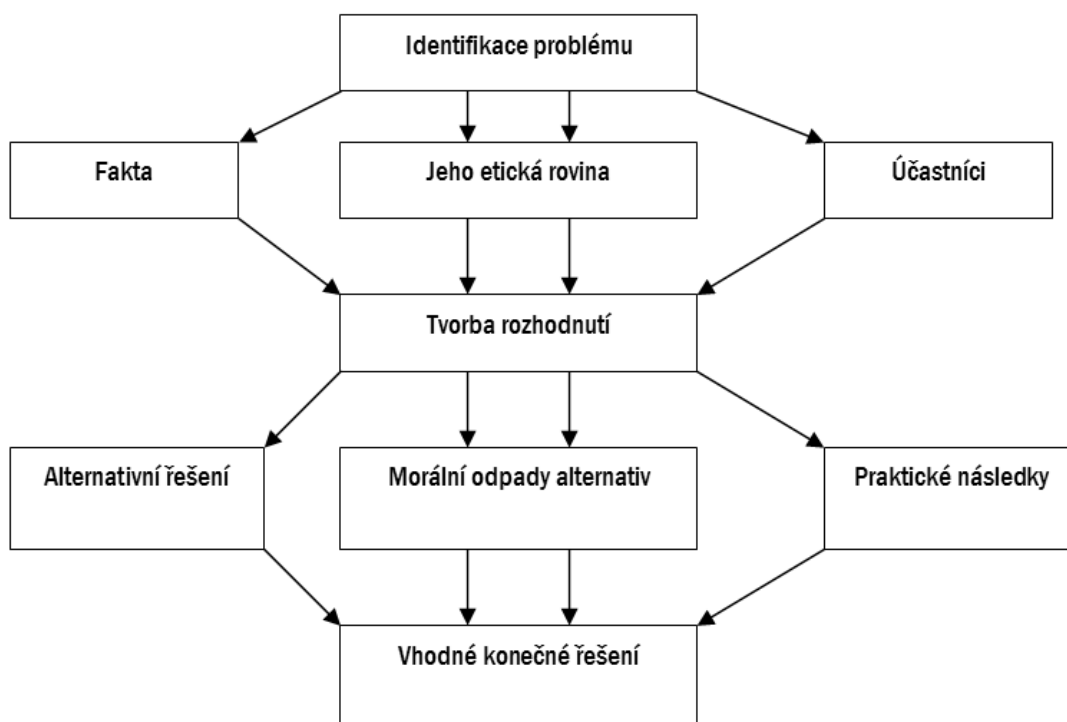 Identifikace problému
Fakta
Jeho etická rovina
Účastníci
Tvorba rozhodnutí
Alternativní řešení
Morální odpady alternativ
Praktické následky
Vhodné konečné řešení